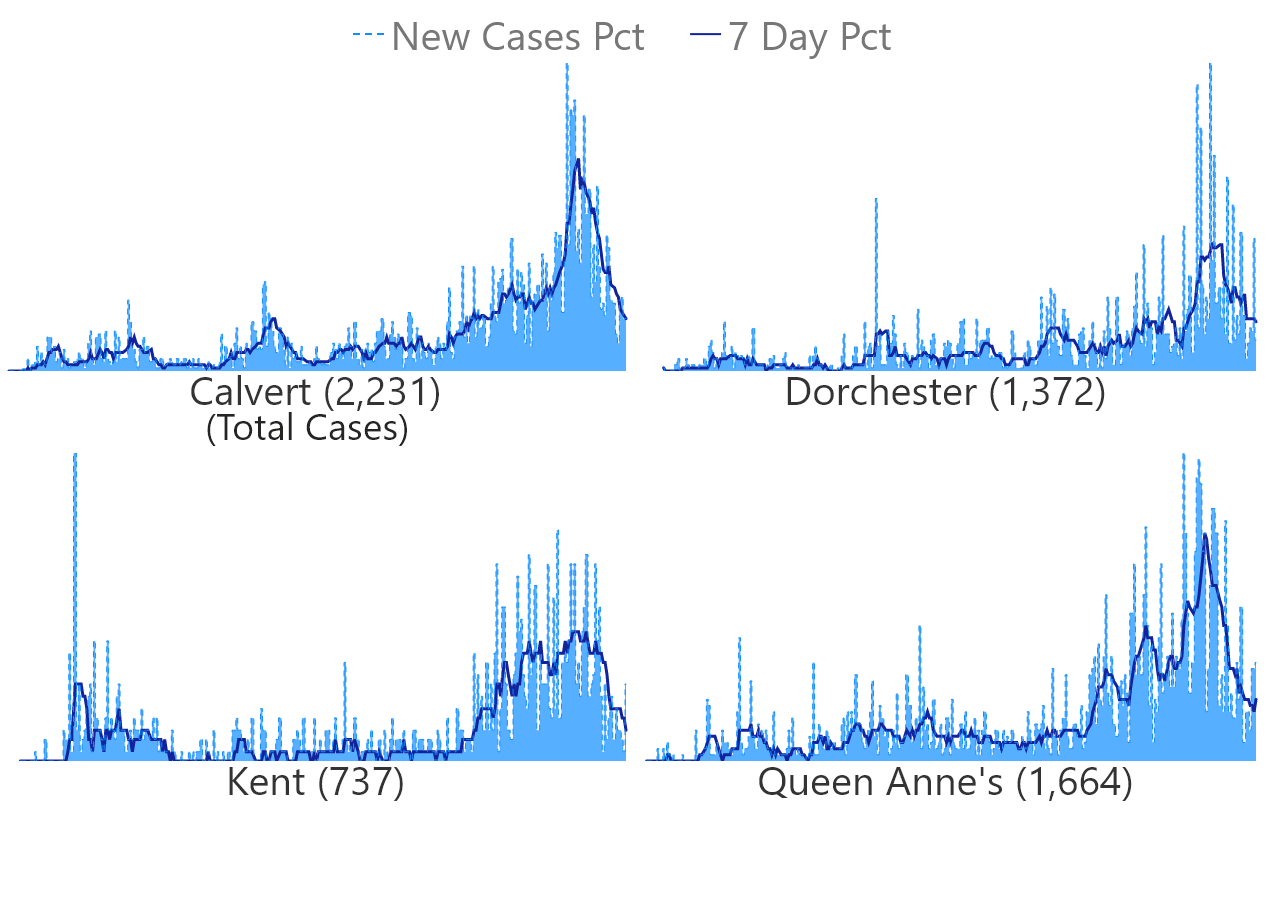 New Cases Pct 7 Day Pct
Calvert (2,231) Dorchester (1,372)
(Total Cases)
Kent (737) Queen Anne's (1,664)